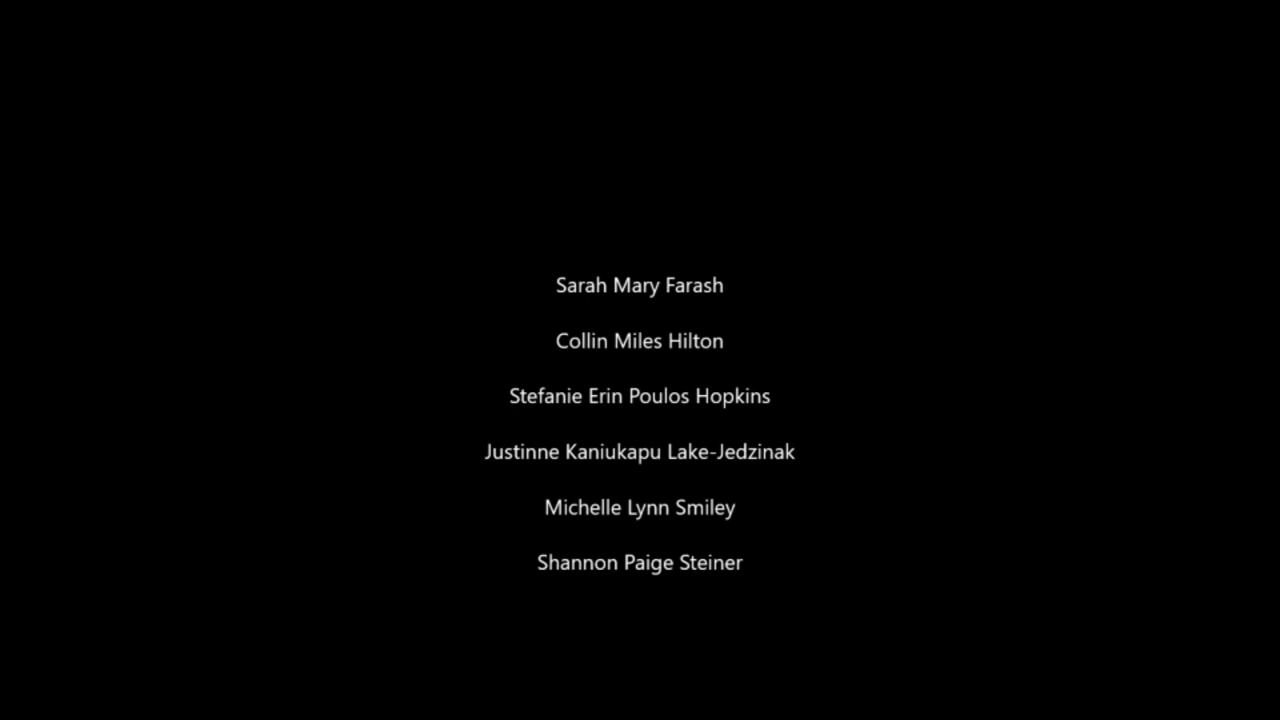 Sarah Mary Farash
Collin Miles Hilton
Stefanie Erin Poulos Hopkins
Justinne Kaniukapu Lake-Jedzinak
Michelle Lynn Smiley
Shannon Paige Steiner